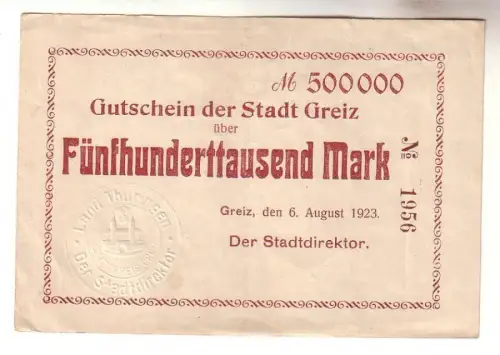 ℳ 500000
Gutschein der Stadt Greiz
über
Fünfhunderttausend Mark
№ 1956
Greiz, den 6. August 1923.
Der Stadtdirektor.
Land Thüringen
Der Stadtdirektor